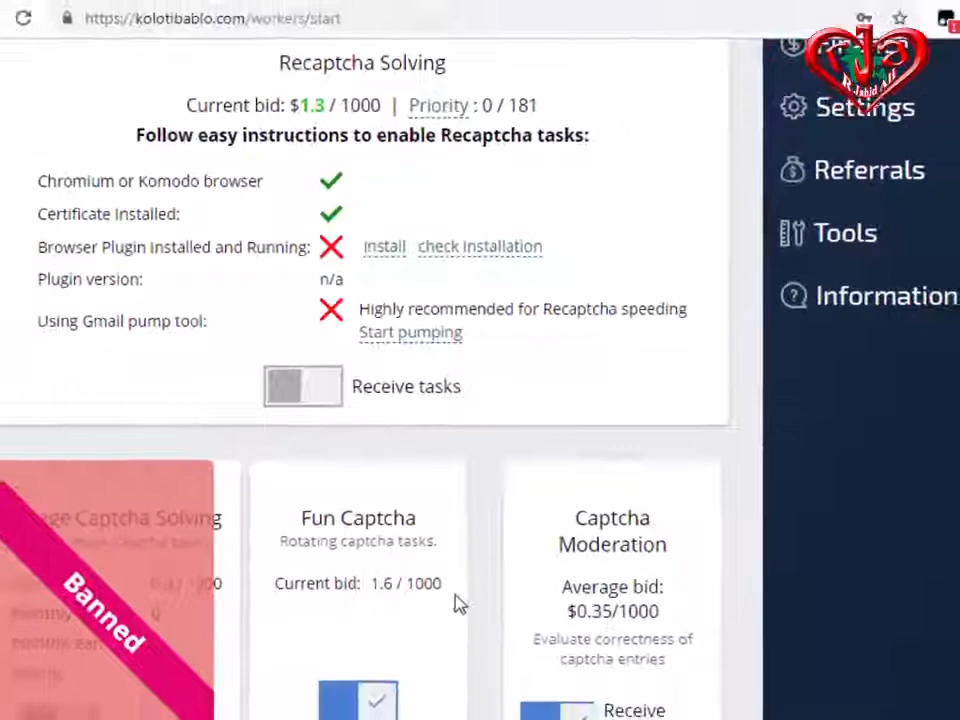 https://kolotibablo.com/workers/start
R.Jahid Ali
Settings
Referrals
Tools
Information
Recaptcha Solving
Current bid: $1.3 / 1000 | Priority : 0 / 181
Follow easy instructions to enable Recaptcha tasks:
Chromium or Komodo browser
Certificate Installed:
Browser Plugin Installed and Running: install check installation
Plugin version: n/a
Using Gmail pump tool: Highly recommended for Recaptcha speeding
Start pumping
Receive tasks
Captcha Solving
Banned
Fun Captcha
Rotating captcha tasks.
Current bid: 1.6 / 1000
Captcha
Moderation
Average bid:
$0.35/1000
Evaluate correctness of
captcha entries
Receive